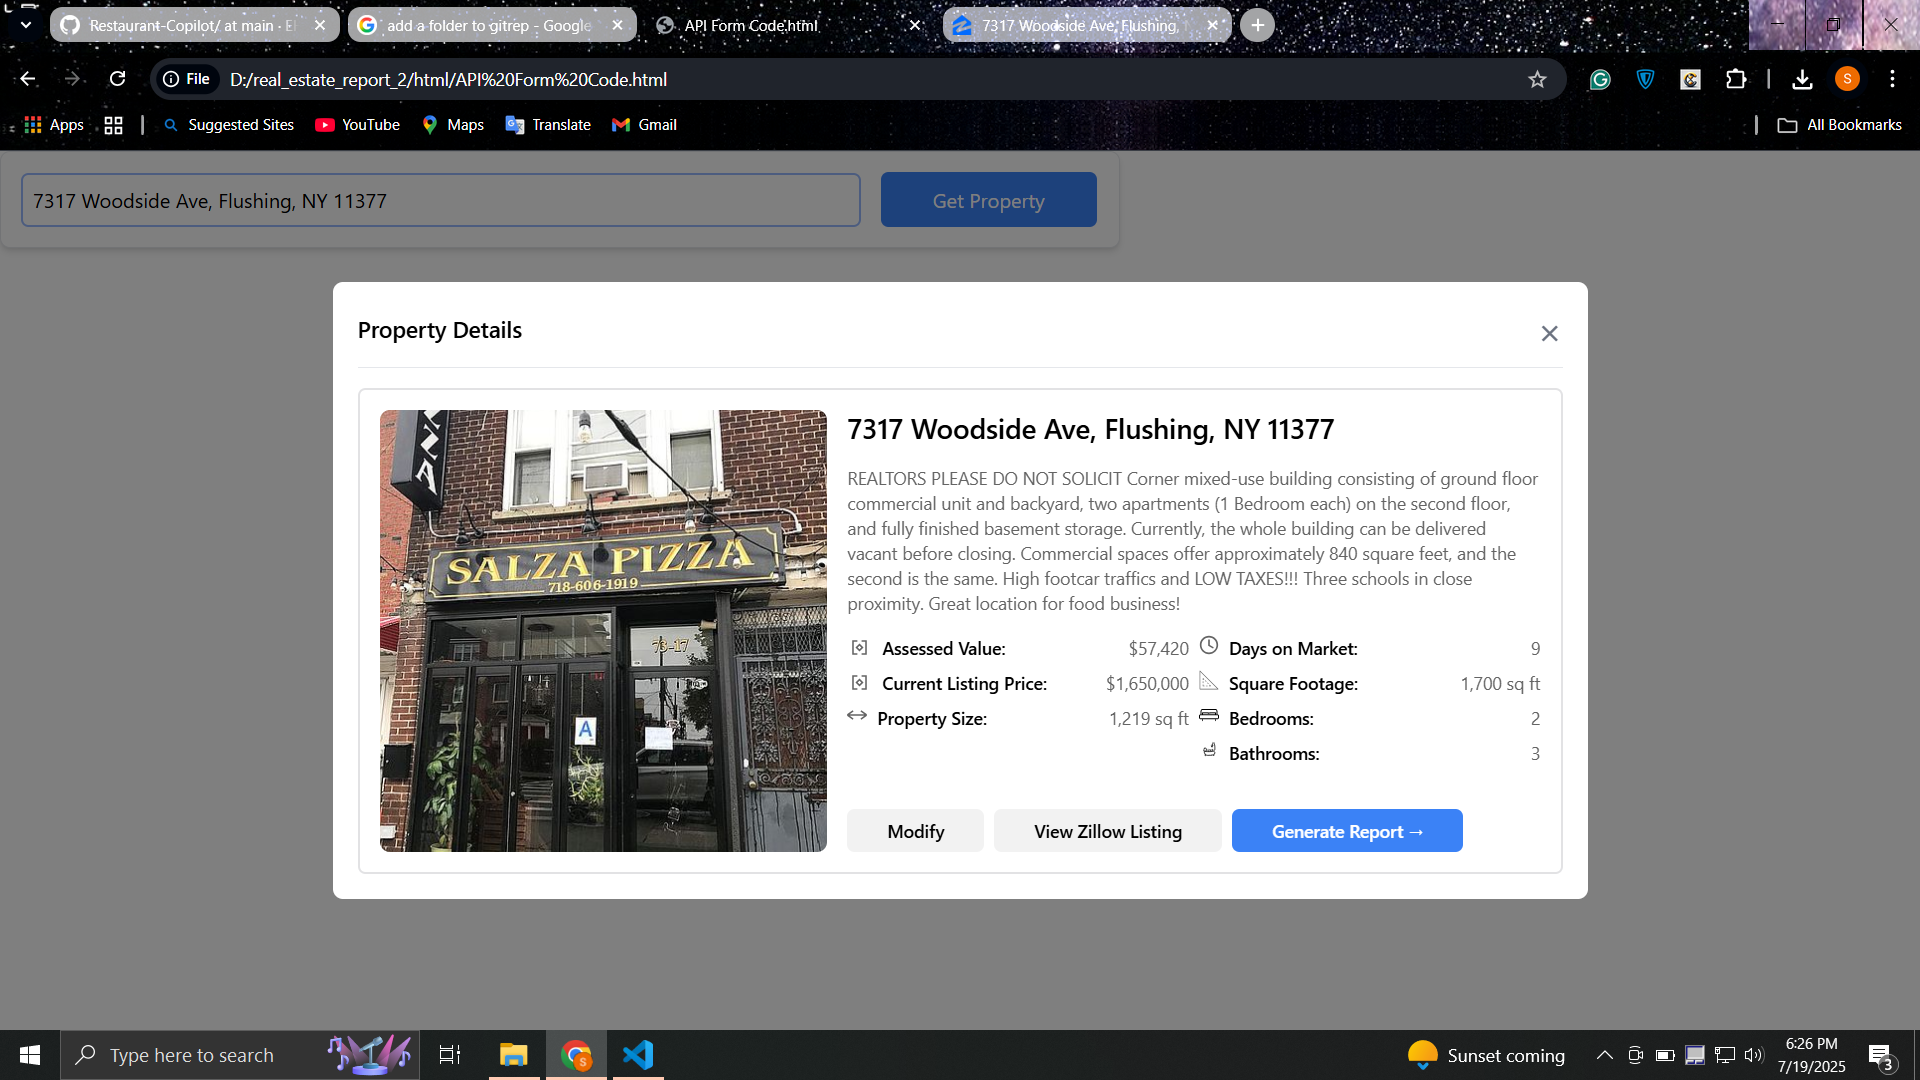 Restaurant-Copilot/ at main · El
add a folder to gitrep - Google
API Form Code.html
7317 Woodside Ave, Flushing,
File
D:/real_estate_report_2/html/API%20Form%20Code.html
S
Apps
Suggested Sites
YouTube
Maps
Translate
Gmail
All Bookmarks
7317 Woodside Ave, Flushing, NY 11377
Get Property
Property Details
7317 Woodside Ave, Flushing, NY 11377
REALTORS PLEASE DO NOT SOLICIT Corner mixed-use building consisting of ground floor
commercial unit and backyard, two apartments (1 Bedroom each) on the second floor,
and fully finished basement storage. Currently, the whole building can be delivered
vacant before closing. Commercial spaces offer approximately 840 square feet, and the
second is the same. High footcar traffics and LOW TAXES!!! Three schools in close
proximity. Great location for food business!
SALZA PIZZA
718-606-1919
73-17
A
Assessed Value: $57,420
Days on Market: 9
Current Listing Price: $1,650,000
Square Footage: 1,700 sq ft
Property Size: 1,219 sq ft
Bedrooms: 2
Bathrooms: 3
Modify
View Zillow Listing
Generate Report →
Type here to search
S
Sunset coming
6:26 PM
7/19/2025
3